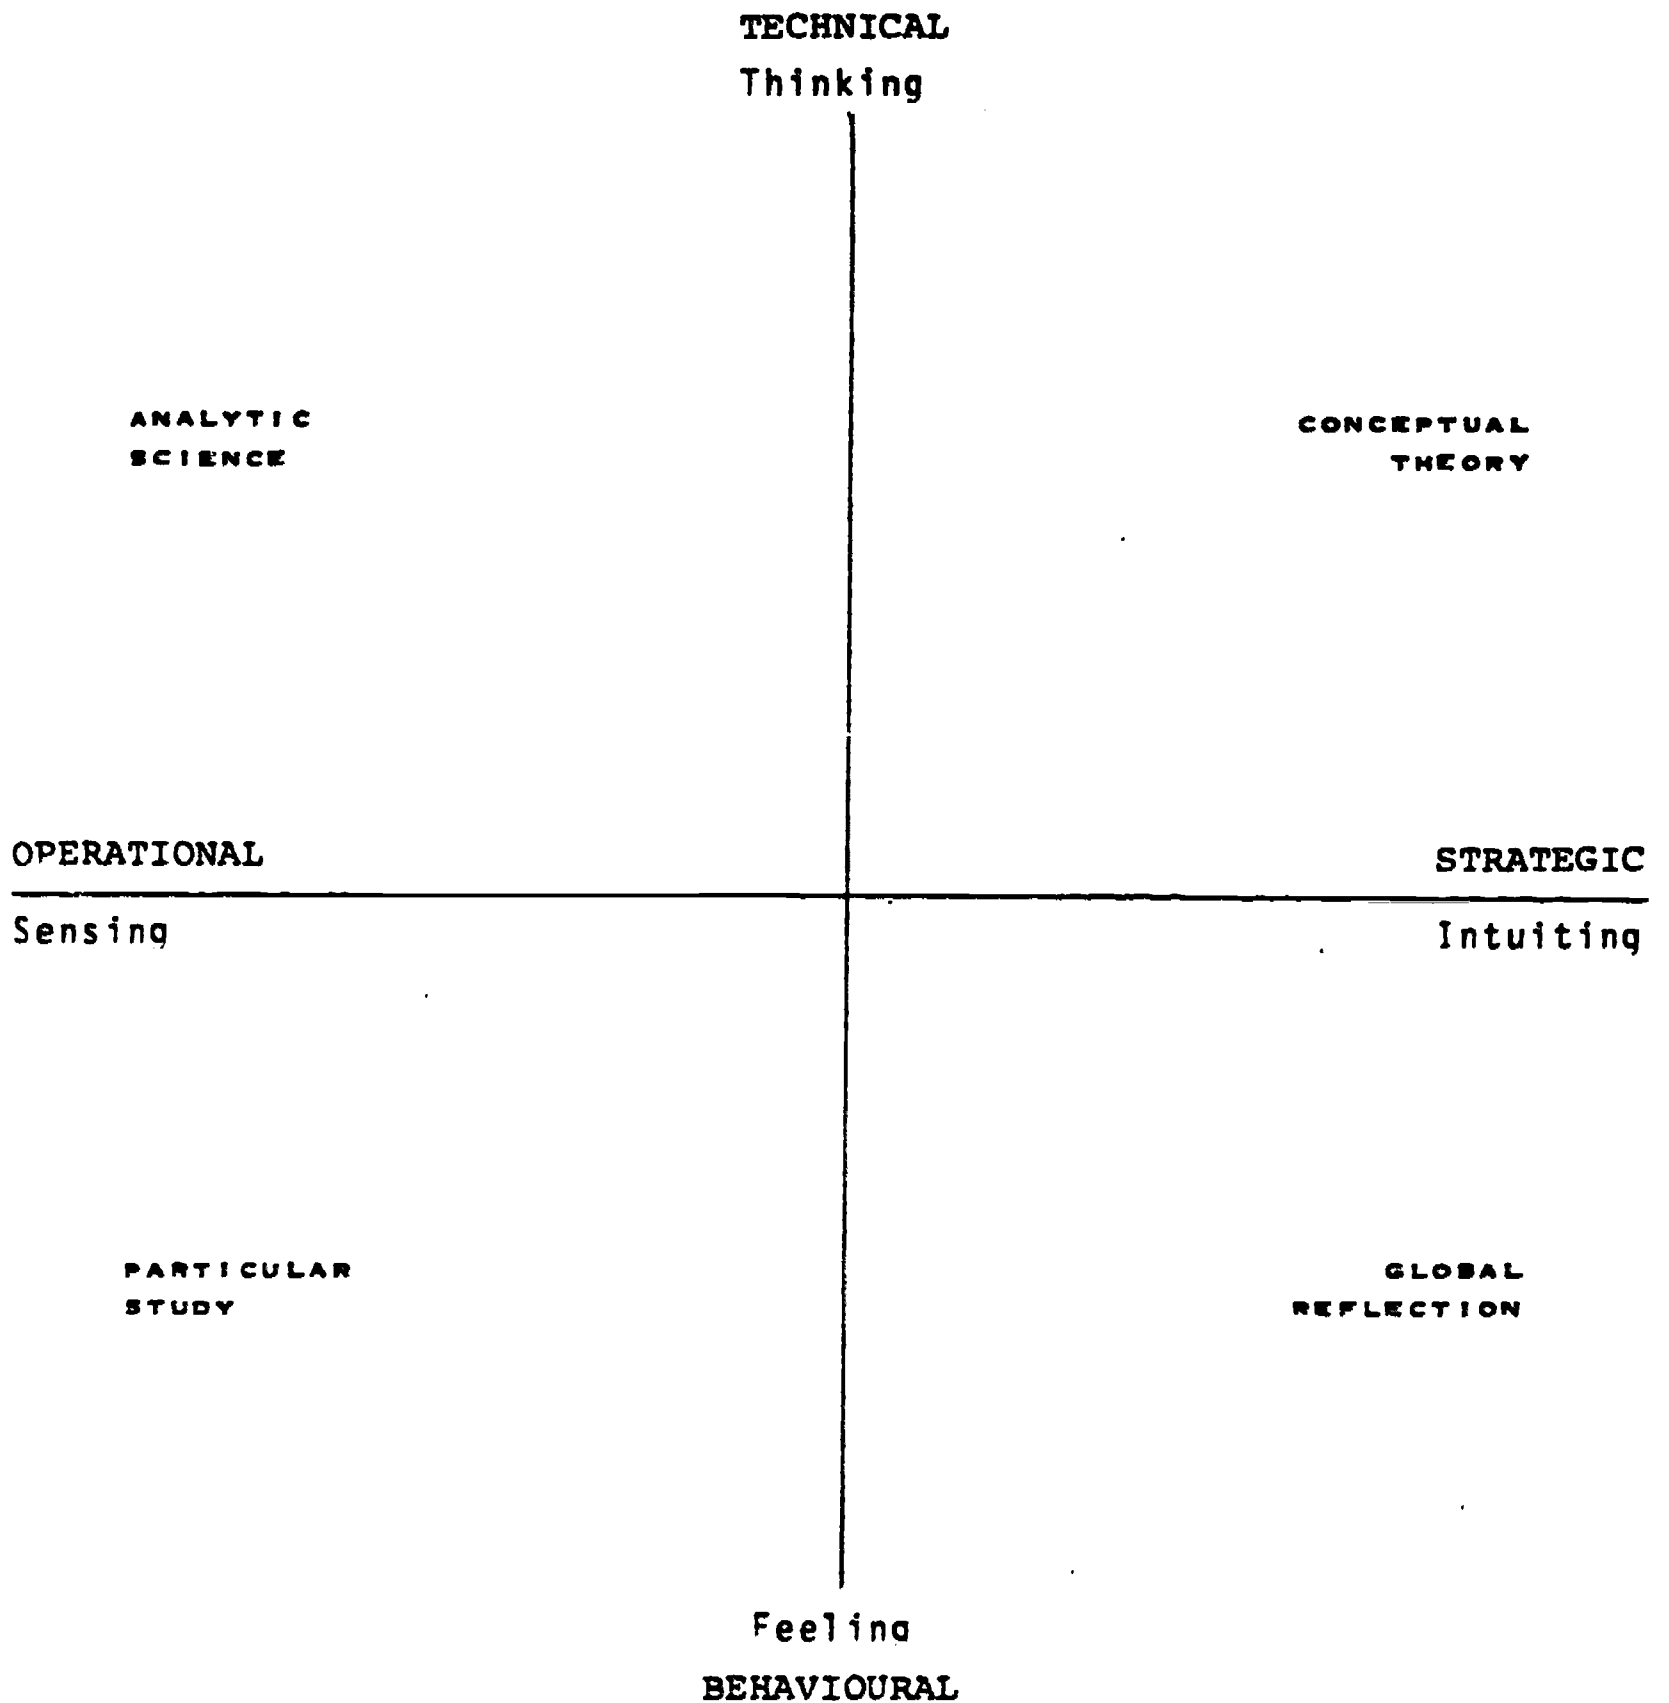 TECHNICAL
Thinking
ANALYTIC
SCIENCE
CONCEPTUAL
THEORY
OPERATIONAL
STRATEGIC
Sensing
Intuiting
PARTICULAR
STUDY
GLOBAL
REFLECTION
Feeling
BEHAVIOURAL